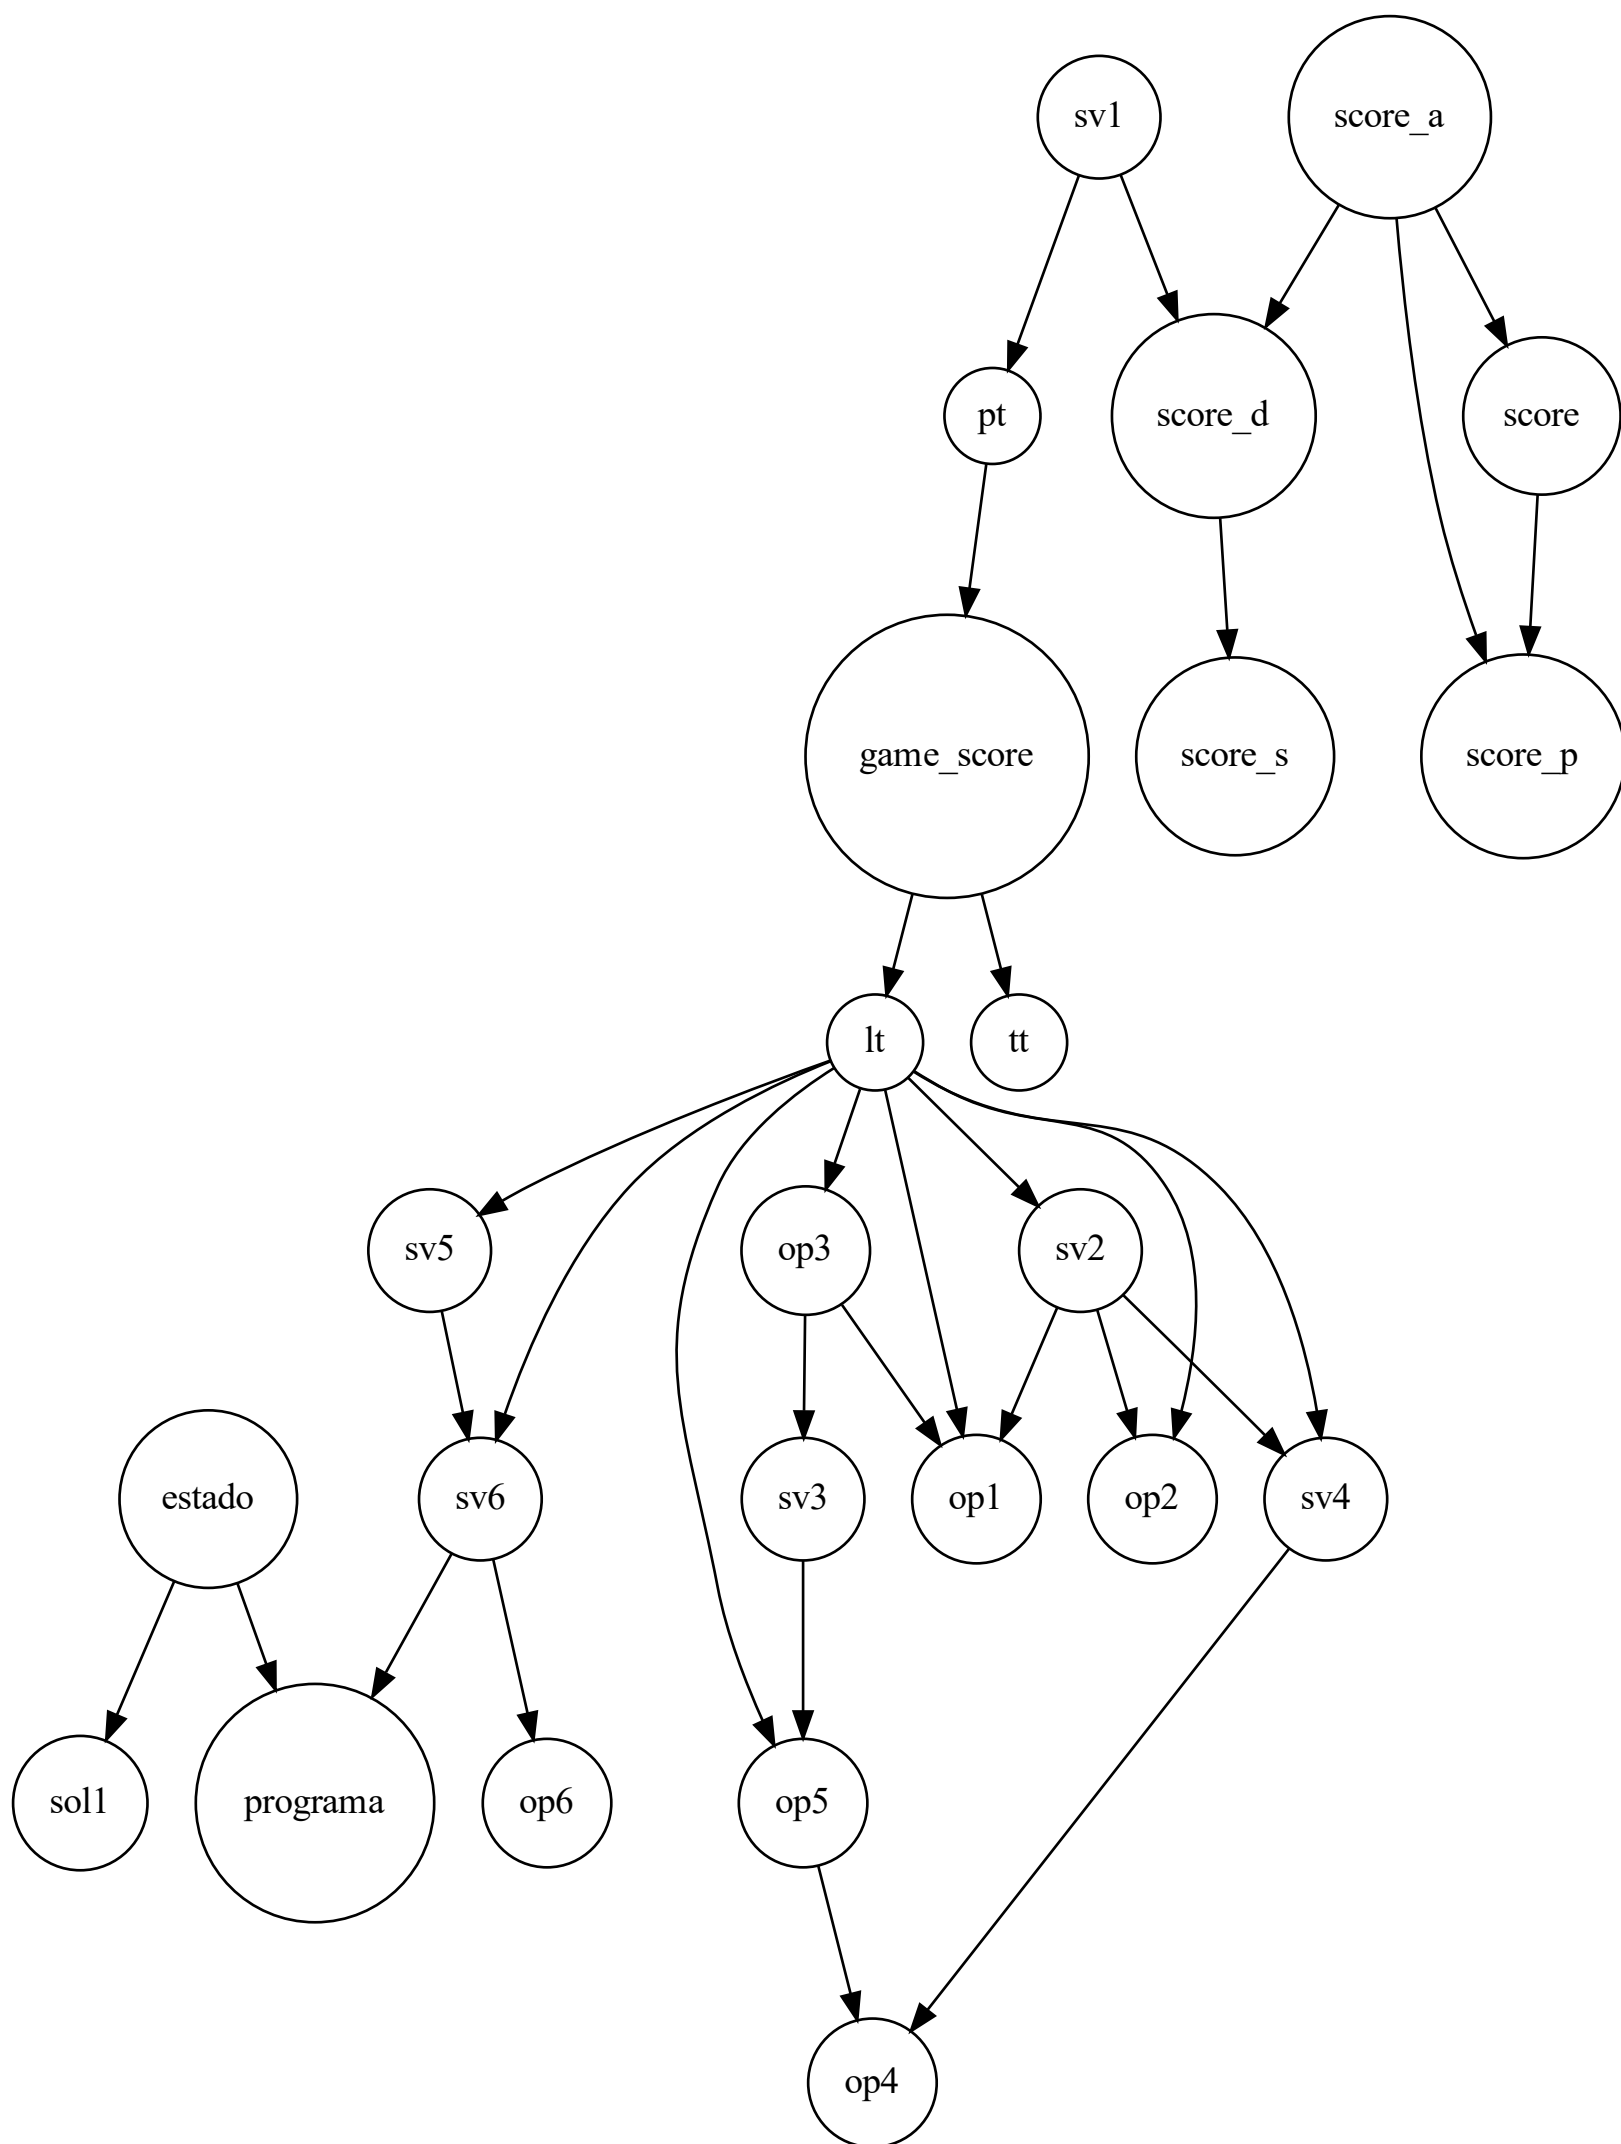 sv1
score_a
pt
score_d
score
game_score
score_s
score_p
lt
tt
sv5
op3
sv2
estado
sv6
sv3
op1
op2
sv4
sol1
programa
op6
op5
op4